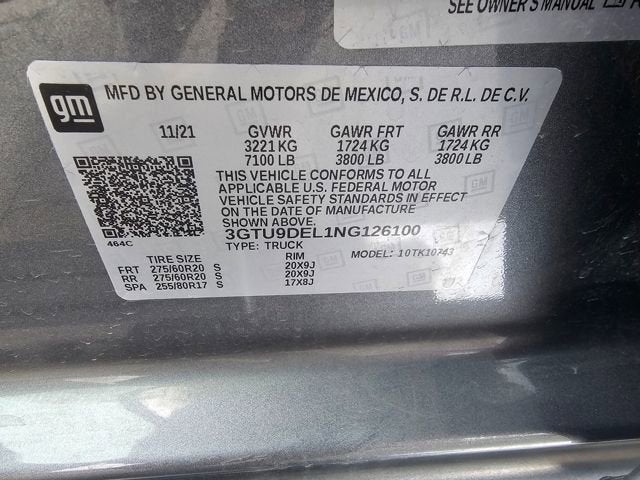 SEE OWNER'S MANUAL
gm
MFD BY GENERAL MOTORS DE MEXICO, S. DE R.L. DE C.V.
11/21 GVWR GAWR FRT GAWR RR
3221 KG 1724 KG 1724 KG
7100 LB 3800 LB 3800 LB
THIS VEHICLE CONFORMS TO ALL
APPLICABLE U.S. FEDERAL MOTOR
VEHICLE SAFETY STANDARDS IN EFFECT
ON THE DATE OF MANUFACTURE
SHOWN ABOVE.
464C
3GTU9DEL1NG126100
TYPE: TRUCK MODEL: 10TK10743
TIRE SIZE RIM
FRT 275/60R20 S 20X9J
RR 275/60R20 S 20X9J
SPA 255/80R17 S 17X8J